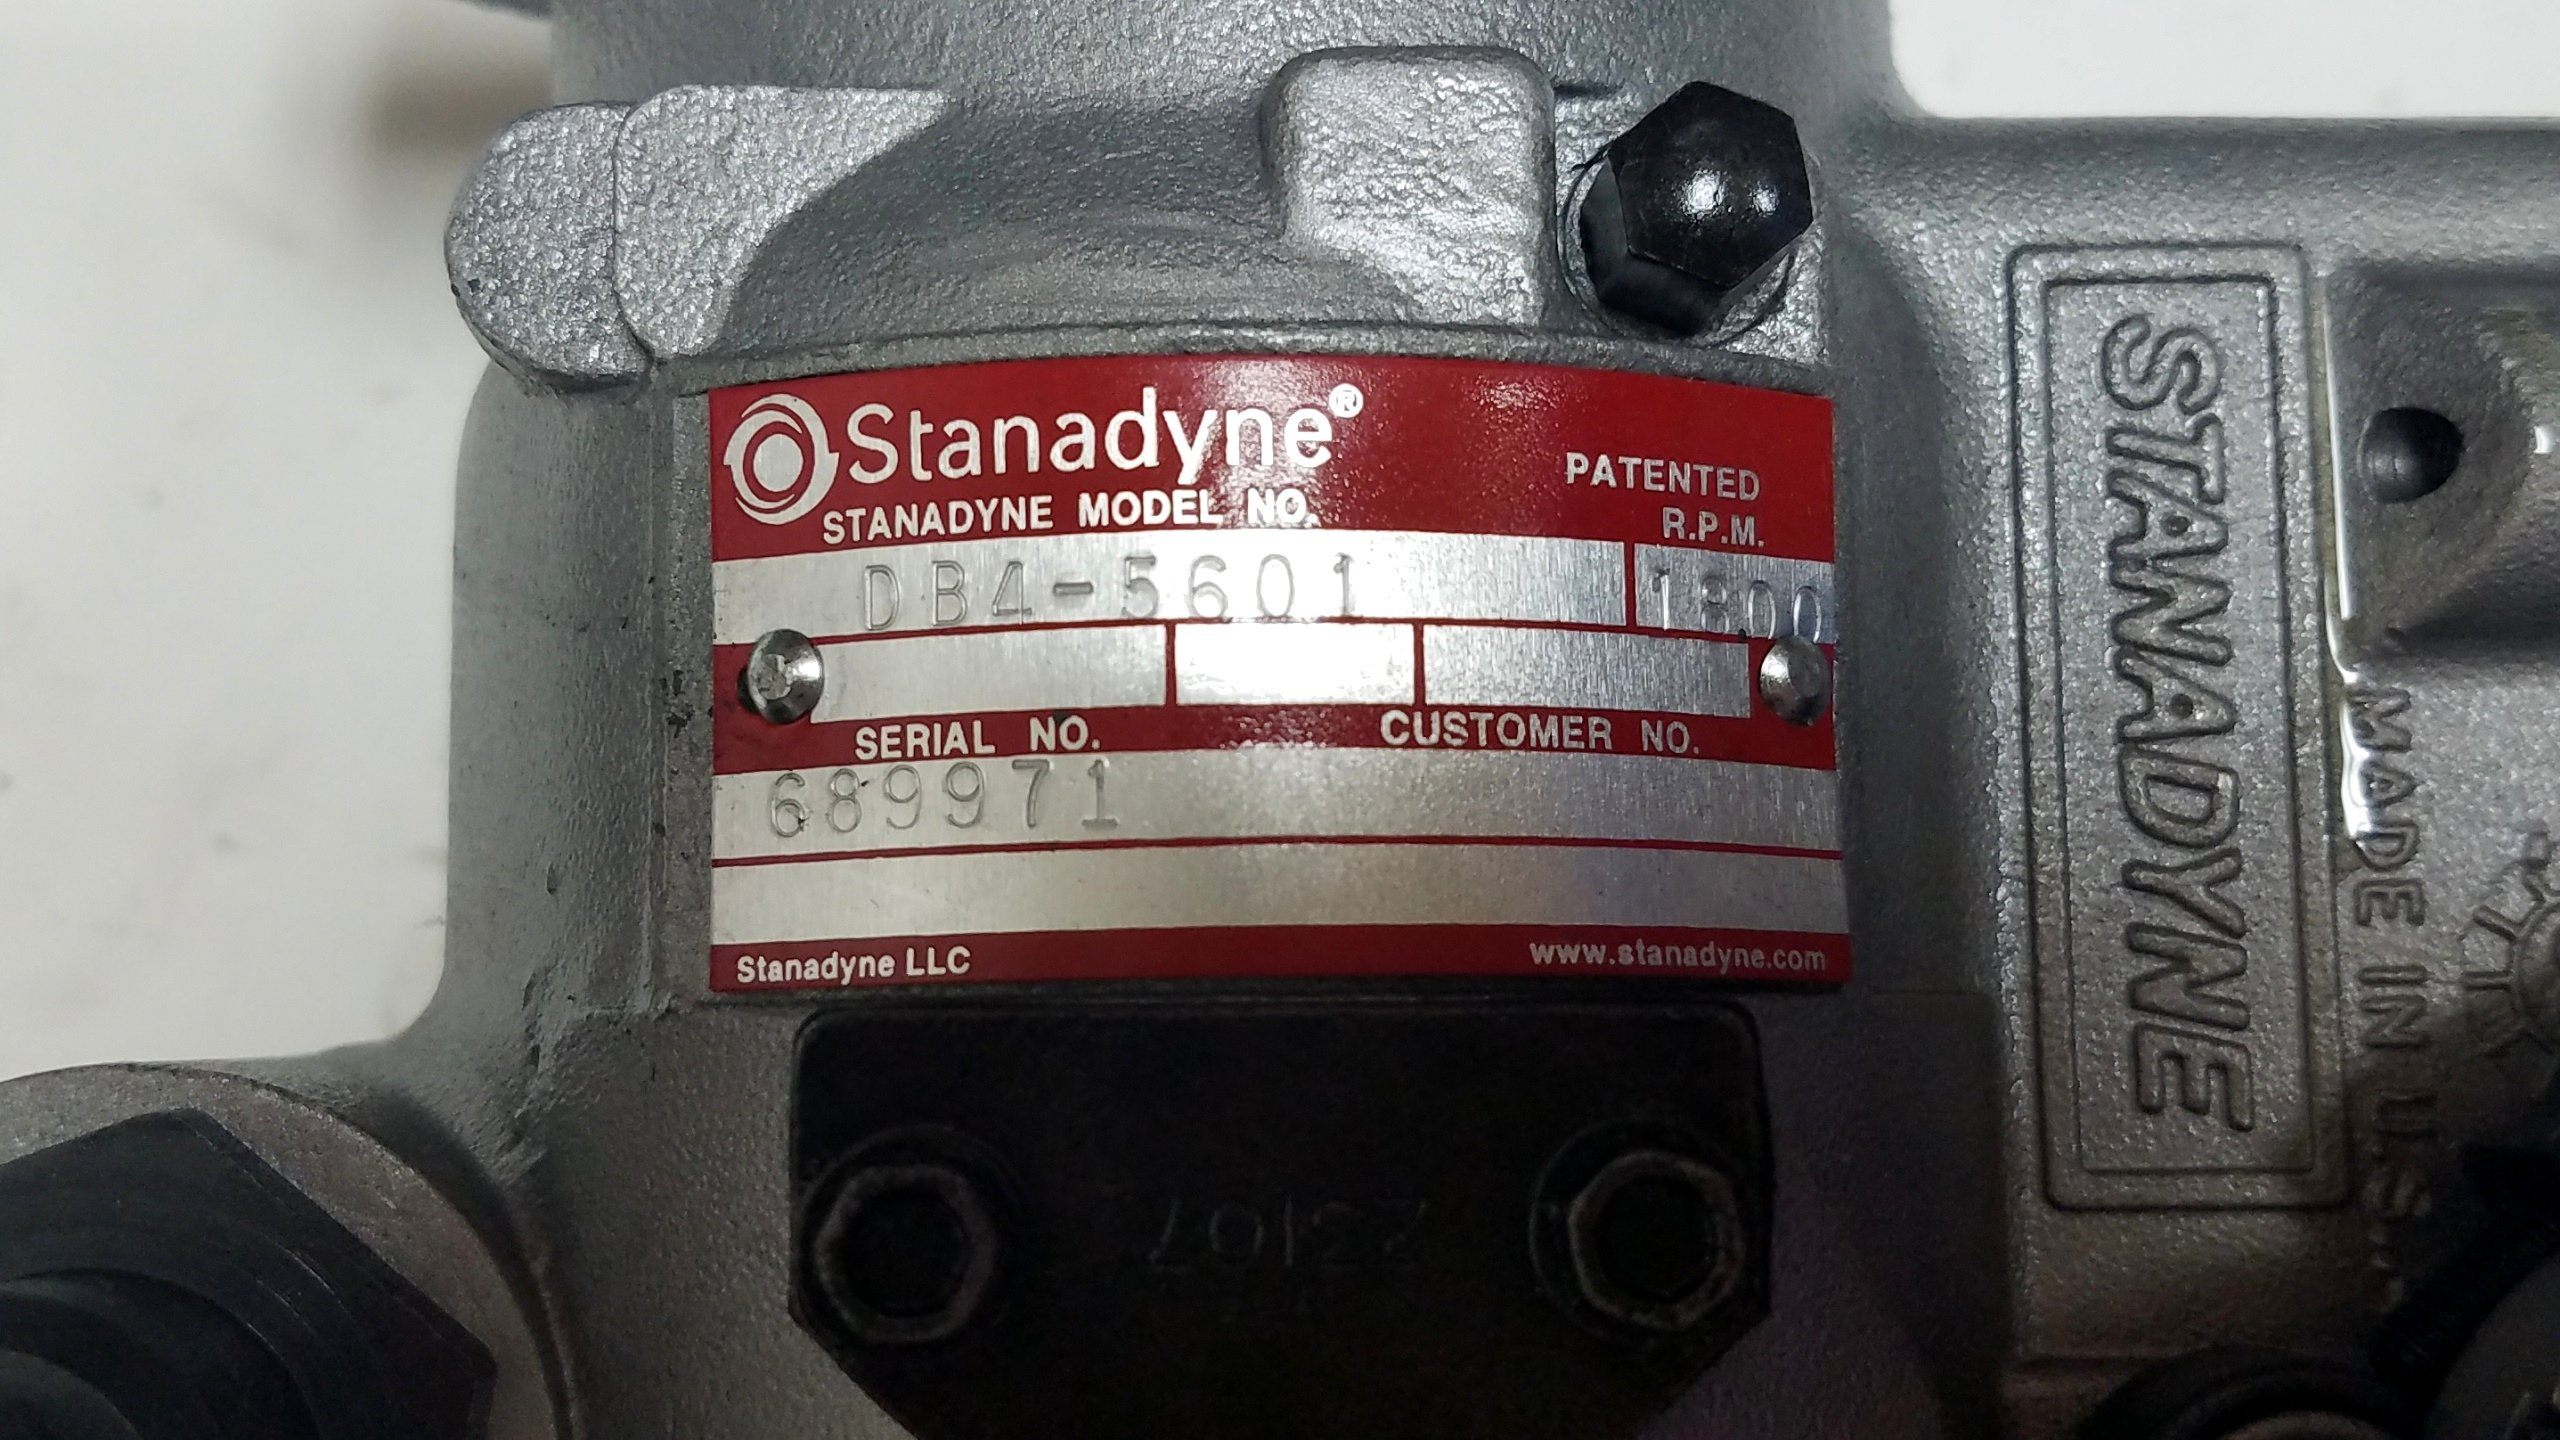 Stanadyne®
PATENTED
STANADYNE MODEL NO.
R.P.M.
DB4-5601
1800
SERIAL NO.
CUSTOMER NO.
689971
Stanadyne LLC
www.stanadyne.com
STANADYNE
MADE IN U.S.